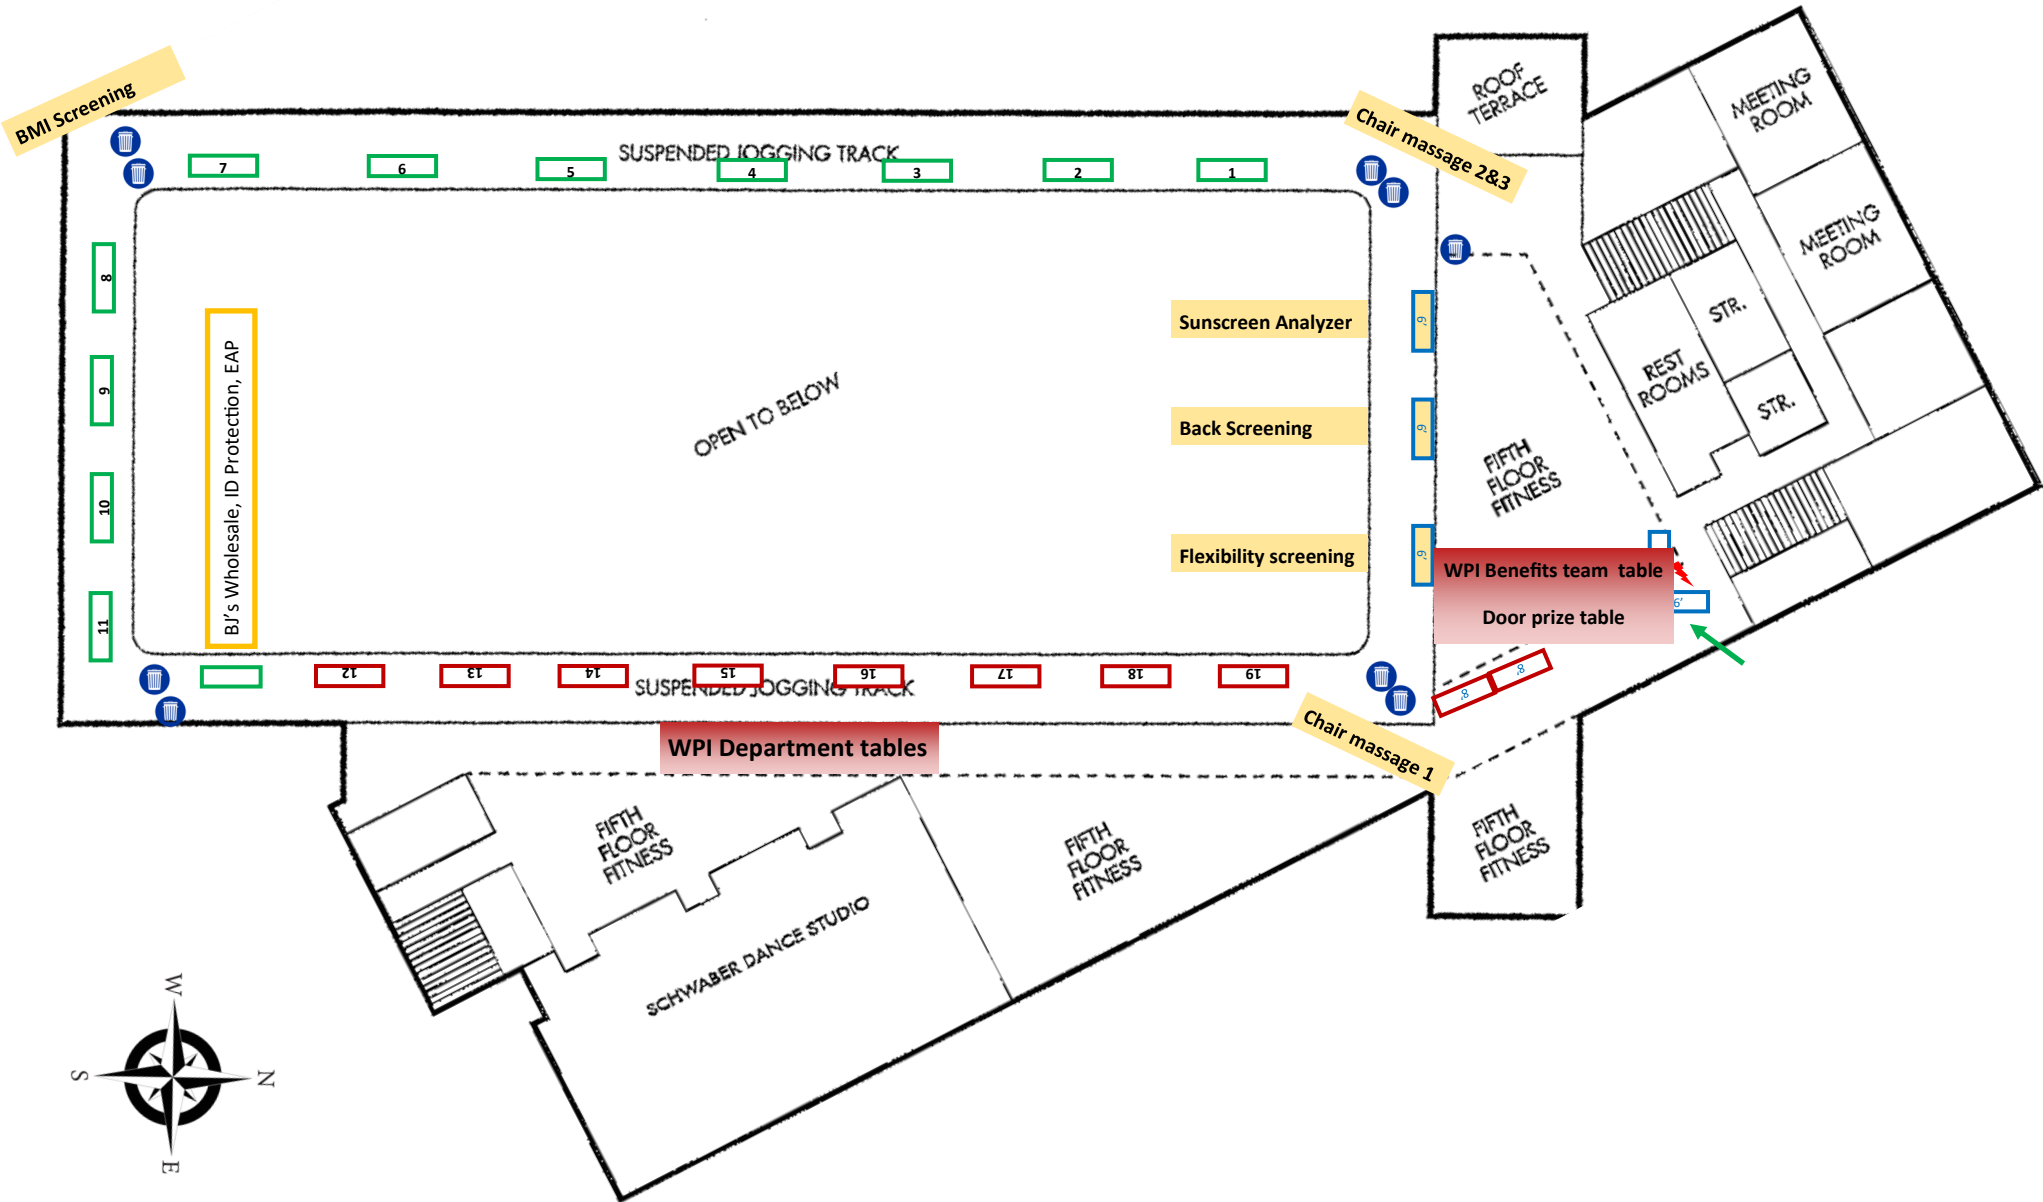 ROOF
TERRACE
MEETING
ROOM
BMI Screening
Chair massage 2&3
SUSPENDED JOGGING TRACK
7
6
5
4
3
2
1
MEETING
ROOM
8
9
10
11
BJ's Wholesale, ID Protection, EAP
OPEN TO BELOW
Sunscreen Analyzer
6'
Back Screening
6'
Flexibility screening
6'
STR.
REST
ROOMS
STR.
FIFTH
FLOOR
FITNESS
WPI Benefits team table
Door prize table
6'
8'
8'
12
13
14
15
16
17
18
19
SUSPENDED JOGGING TRACK
WPI Department tables
Chair massage 1
FIFTH
FLOOR
FITNESS
FIFTH
FLOOR
FITNESS
FIFTH
FLOOR
FITNESS
SCHWABER DANCE STUDIO
W
S
N
E